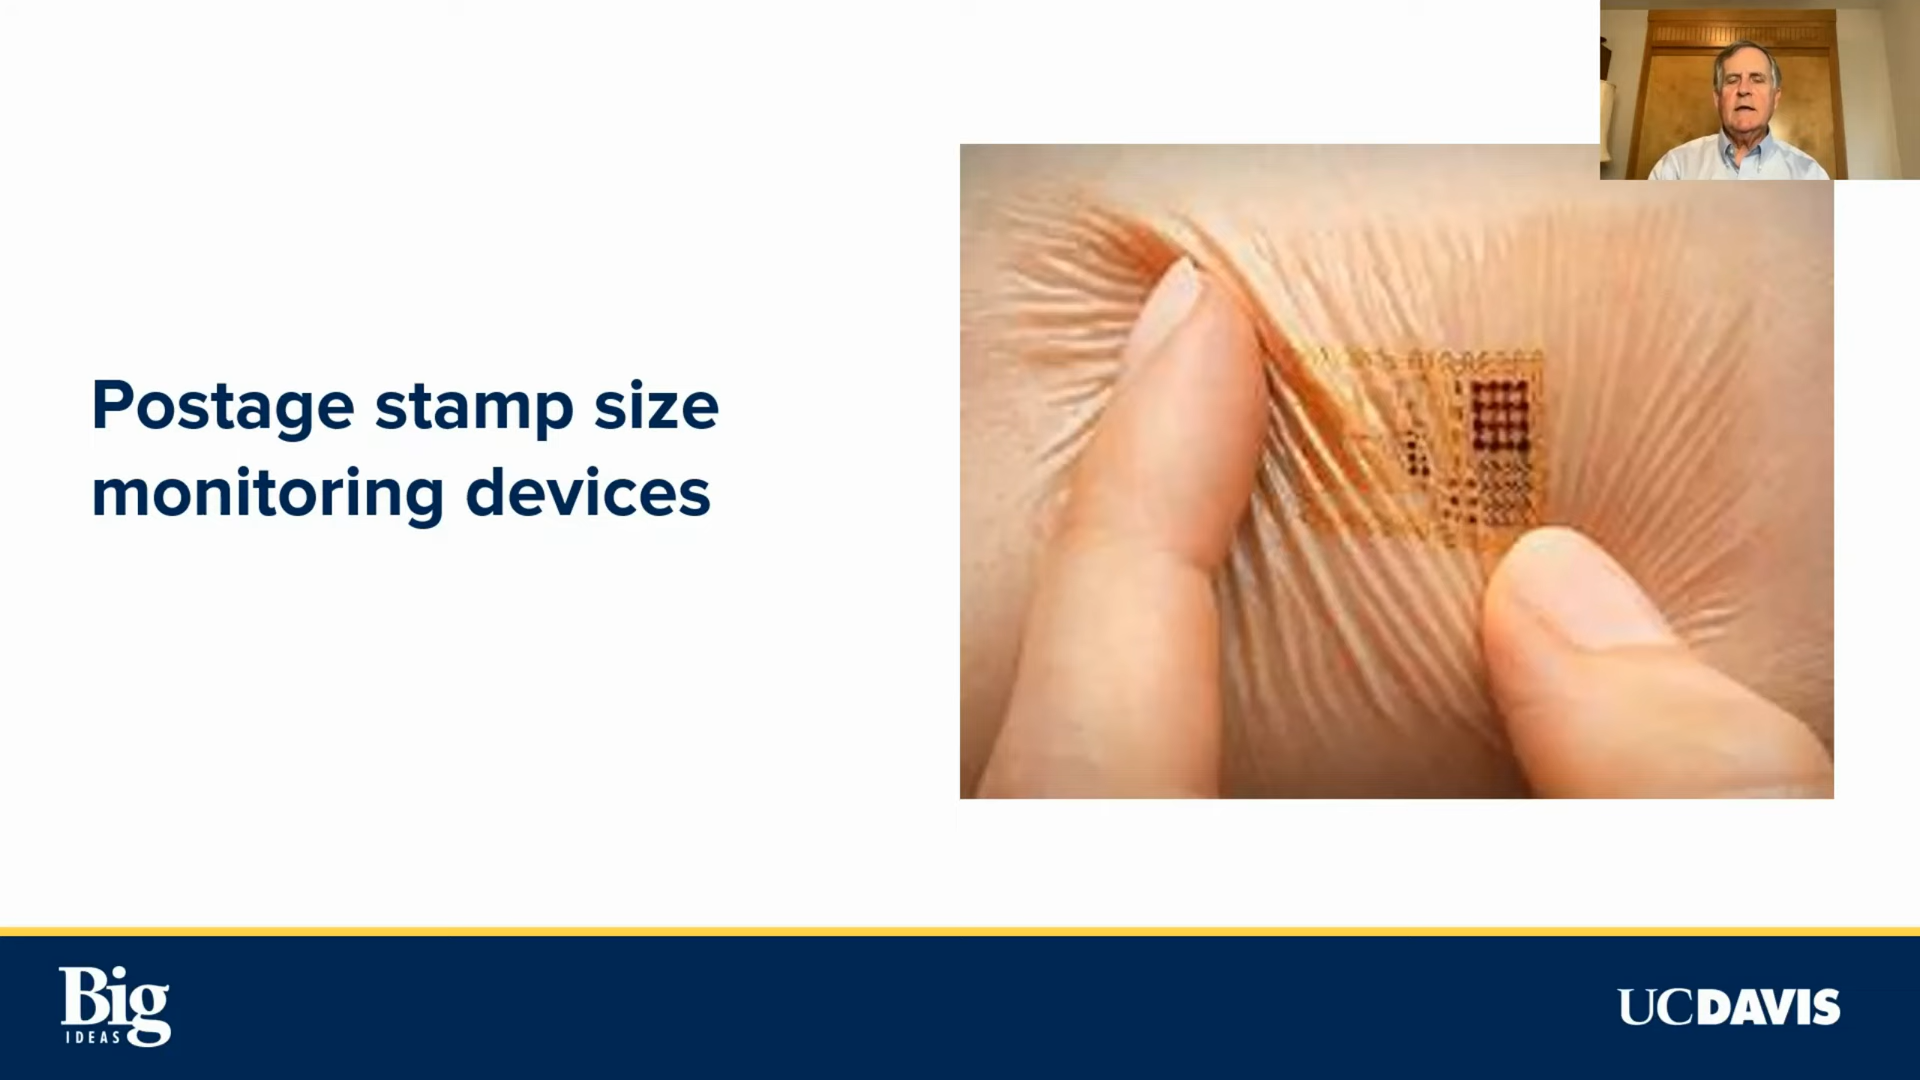 Postage stamp size
monitoring devices
Big
IDEAS
UCDAVIS